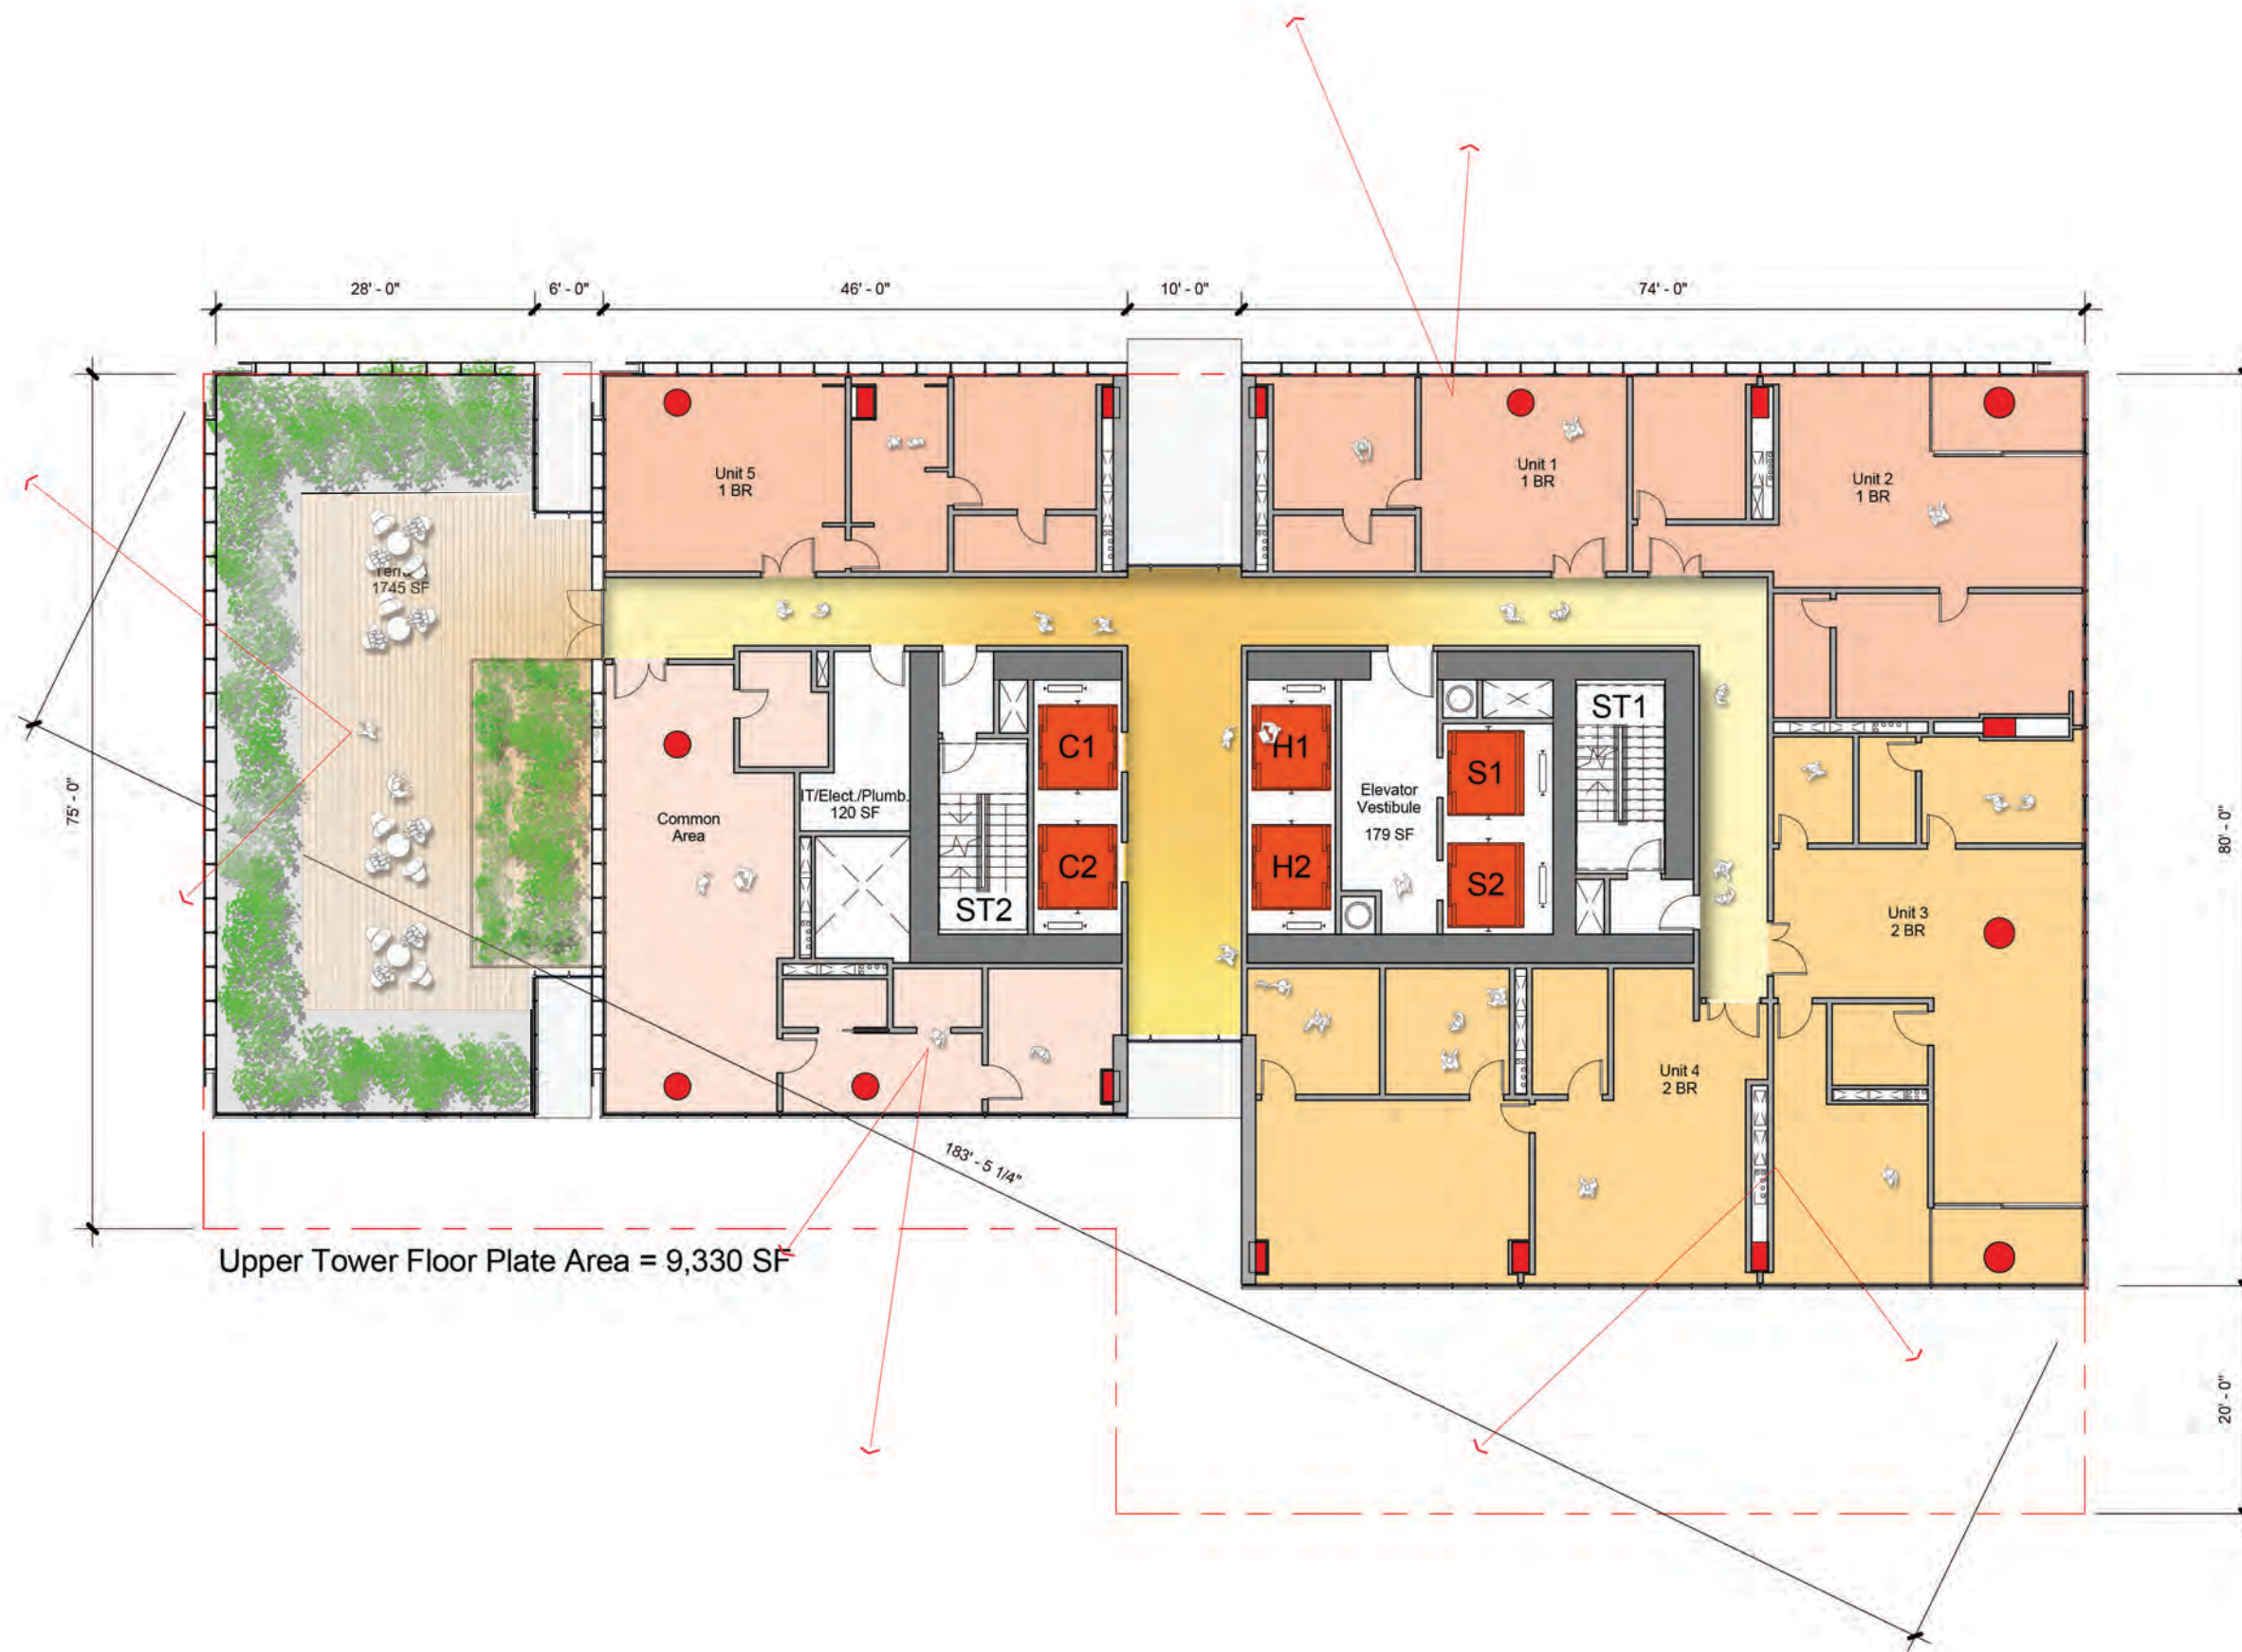 28' - 0"
6' - 0"
46' - 0"
10' - 0"
74' - 0"
Unit 5
1 BR
Unit 1
1 BR
Unit 2
1 BR
1745 SF
75' - 0"
Common
Area
IT/Elect./Plumb.
120 SF
ST2
C1
C2
H1
H2
Elevator
Vestibule
179 SF
S1
S2
ST1
Unit 3
2 BR
80' - 0"
Unit 4
2 BR
183' - 5 1/4"
Upper Tower Floor Plate Area = 9,330 SF
20' - 0"